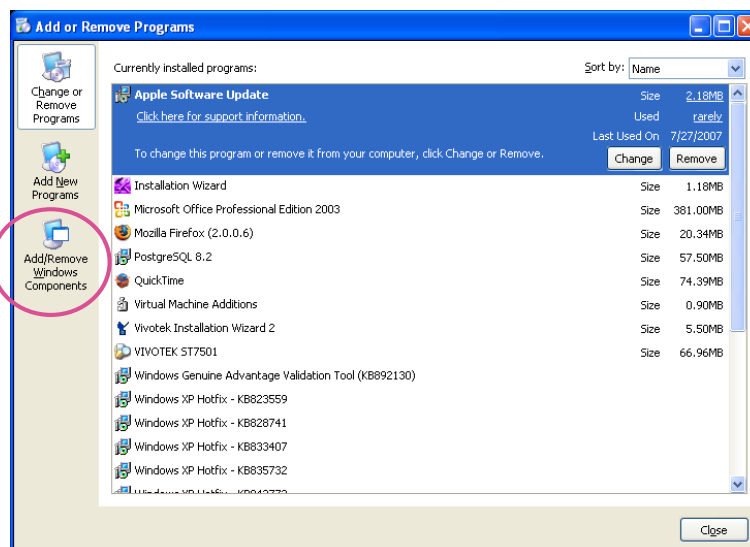 Add or Remove Programs
Change or
Remove
Programs
Add New
Programs
Add/Remove
Windows
Components
Currently installed programs:
Sort by: Name
Apple Software Update Size 2.18MB
Click here for support information. Used rarely
Last Used On 7/27/2007
To change this program or remove it from your computer, click Change or Remove. Change Remove
Installation Wizard Size 1.18MB
Microsoft Office Professional Edition 2003 Size 381.00MB
Mozilla Firefox (2.0.0.6) Size 20.34MB
PostgreSQL 8.2 Size 57.50MB
QuickTime Size 74.39MB
Virtual Machine Additions Size 0.90MB
Vivotek Installation Wizard 2 Size 5.50MB
VIVOTEK ST7501 Size 66.96MB
Windows Genuine Advantage Validation Tool (KB892130)
Windows XP Hotfix - KB823559
Windows XP Hotfix - KB828741
Windows XP Hotfix - KB833407
Windows XP Hotfix - KB835732
Windows XP Hotfix -
Close